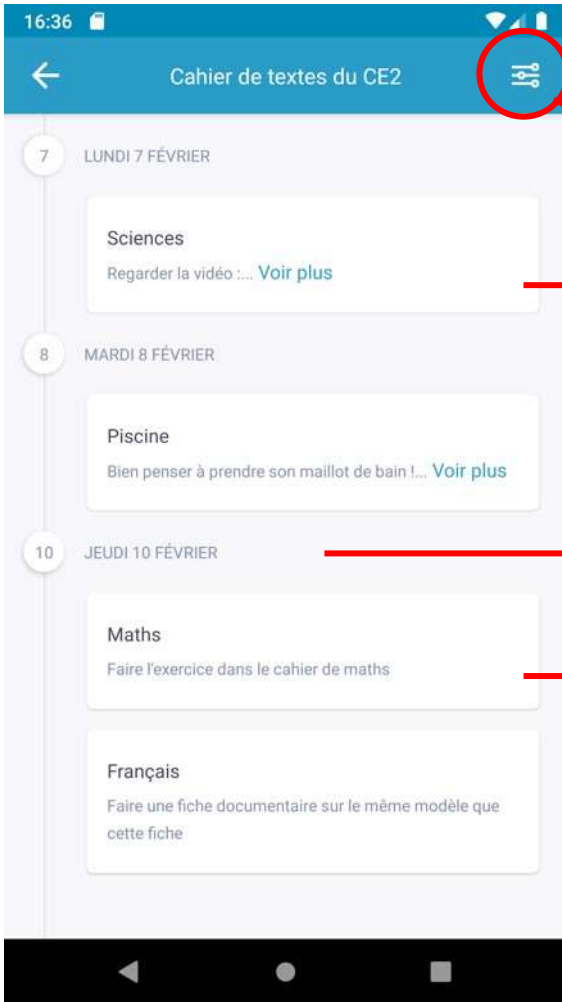 16:36
Cahier de textes du CE2
7 LUNDI 7 FÉVRIER
Sciences
Regarder la vidéo :... Voir plus
8 MARDI 8 FÉVRIER
Piscine
Bien penser à prendre son maillot de bain !... Voir plus
10 JEUDI 10 FÉVRIER
Maths
Faire l'exercice dans le cahier de maths
Français
Faire une fiche documentaire sur le même modèle que
cette fiche